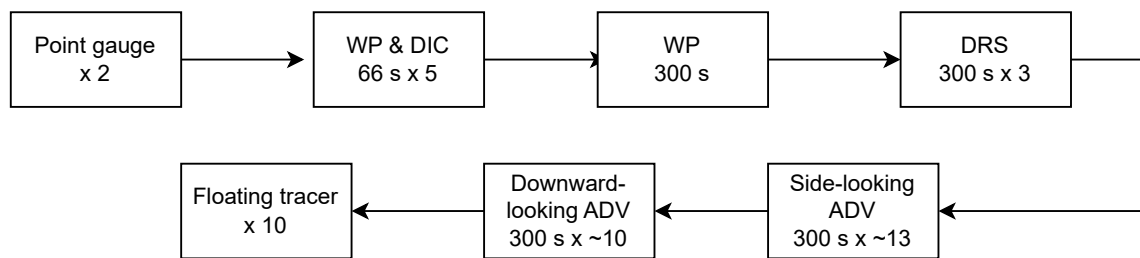 Point gauge
x 2
WP & DIC
66 s x 5
WP
300 s
DRS
300 s x 3
Side-looking
ADV
300 s x ~13
Downward-
looking ADV
300 s x ~10
Floating tracer
x 10